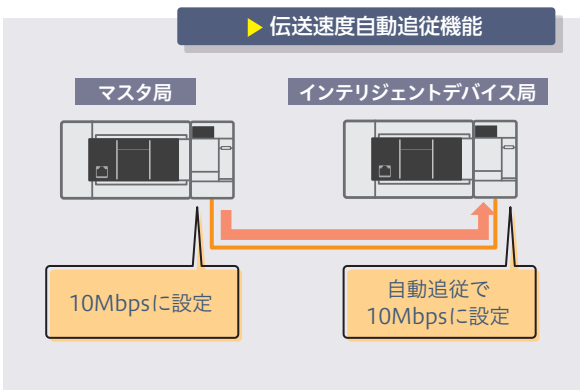 ▶ 伝送速度自動追従機能
マスタ局
インテリジェントデバイス局
10Mbpsに設定
自動追従で
10Mbpsに設定